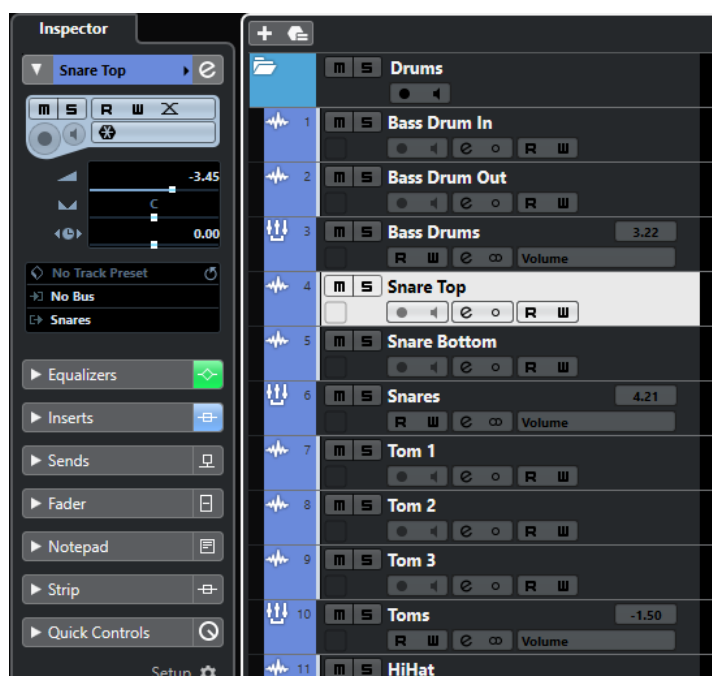 Inspector
Snare Top
m S R W
-3.45
C
0.00
No Track Preset
No Bus
Snares
Equalizers
Inserts
Sends
Fader
Notepad
Strip
Quick Controls
Setup
m S Drums
1 m S Bass Drum In
e R W
2 m S Bass Drum Out
e R W
3 m S Bass Drums 3.22
R W e Volume
4 m S Snare Top
e R W
5 m S Snare Bottom
e R W
6 m S Snares 4.21
R W e Volume
7 m S Tom 1
e R W
8 m S Tom 2
e R W
9 m S Tom 3
e R W
10 m S Toms -1.50
R W e Volume
11 m S HiHat